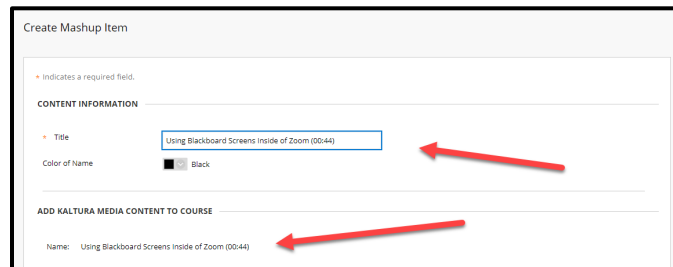 Create Mashup Item
* Indicates a required field.
CONTENT INFORMATION
* Title
Using Blackboard Screens Inside of Zoom (00:44)
Color of Name
Black
ADD KALTURA MEDIA CONTENT TO COURSE
Name: Using Blackboard Screens Inside of Zoom (00:44)